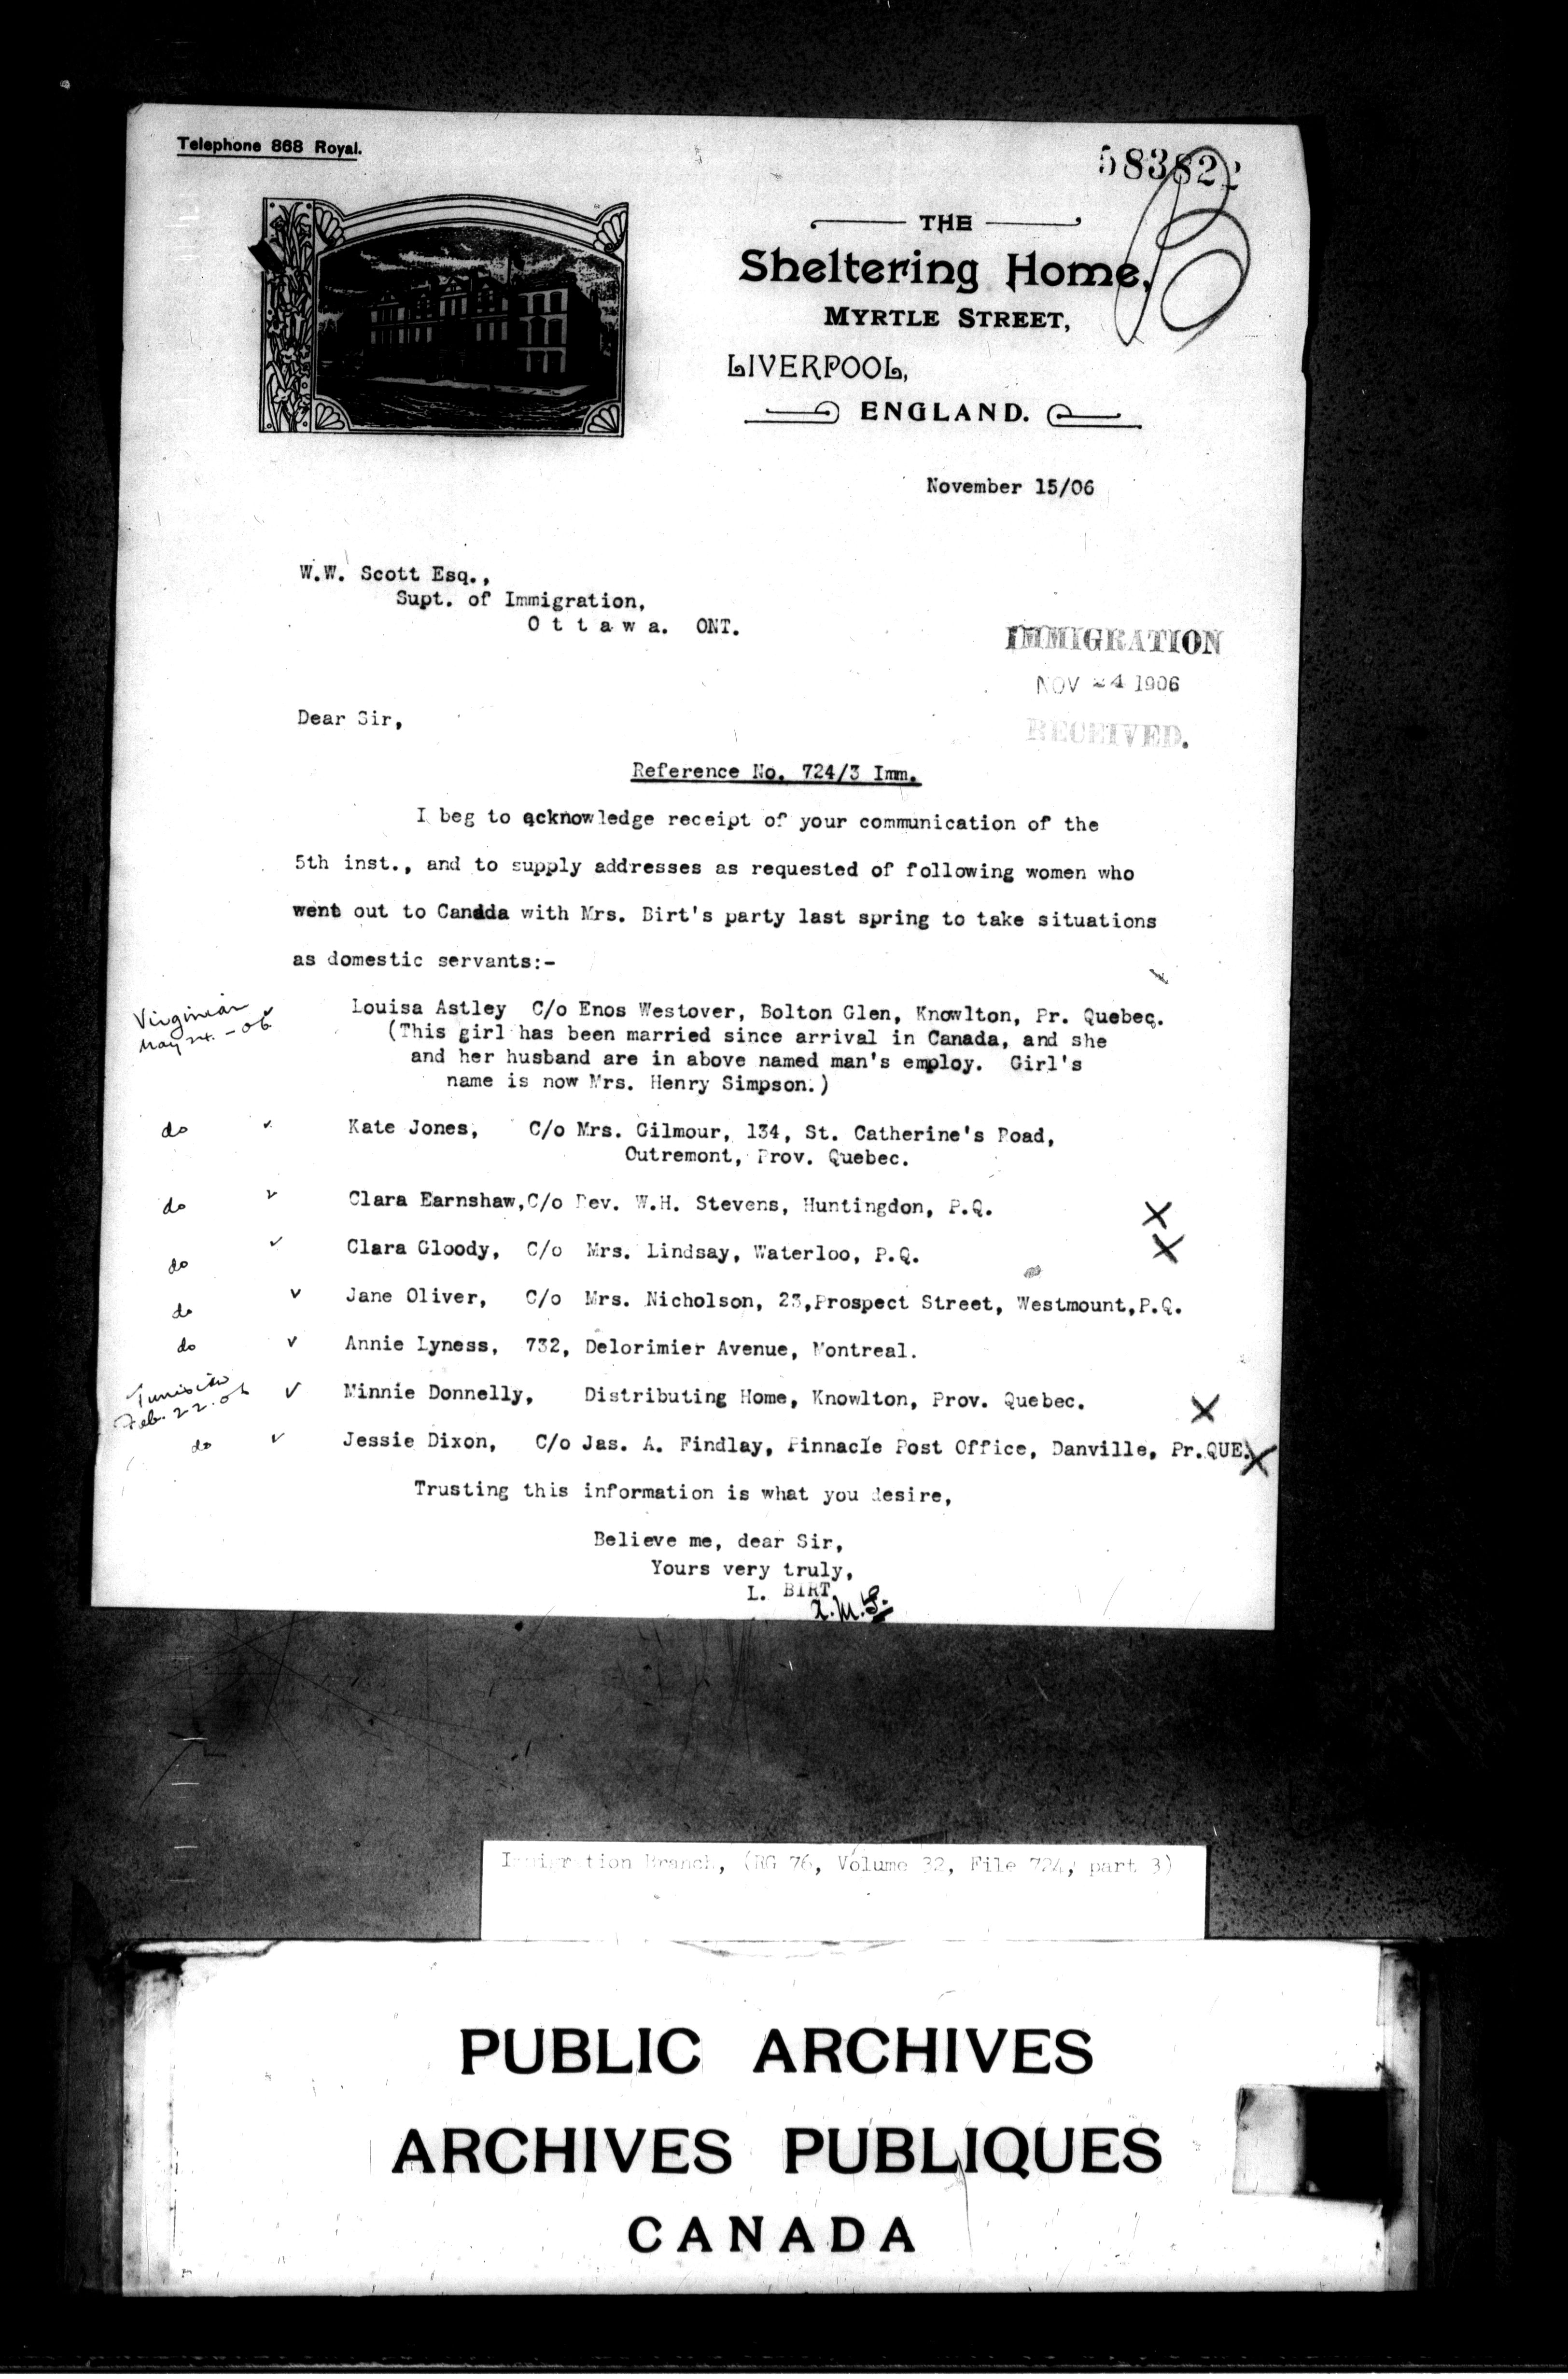 Telephone 868 Royal.
583822
B
THE
Sheltering Home,
MYRTLE STREET,
LIVERPOOL,
ENGLAND.
November 15/06
W.W. Scott Esq.,
Supt. of Immigration,
O t t a w a. ONT.
IMMIGRATION
NOV 24 1906
RECEIVED.
Dear Sir,
Reference No. 724/3 Imm.
I beg to acknowledge receipt of your communication of the
5th inst., and to supply addresses as requested of following women who
went out to Canada with Mrs. Birt's party last spring to take situations
as domestic servants:-
Virginian ✓ Louisa Astley C/o Enos Westover, Bolton Glen, Knowlton, Pr. Quebec.
May 24. - 06 (This girl has been married since arrival in Canada, and she
and her husband are in above named man's employ. Girl's
name is now Mrs. Henry Simpson.)
do ✓ Kate Jones, C/o Mrs. Gilmour, 134, St. Catherine's Road,
Outremont, Prov. Quebec.
do ✓ Clara Earnshaw,C/o Rev. W.H. Stevens, Huntingdon, P.Q. X
do ✓ Clara Gloody, C/o Mrs. Lindsay, Waterloo, P.Q. X
do ✓ Jane Oliver, C/o Mrs. Nicholson, 23,Prospect Street, Westmount,P.Q.
do ✓ Annie Lyness, 732, Delorimier Avenue, Montreal.
Tunisian ✓ Minnie Donnelly, Distributing Home, Knowlton, Prov. Quebec. X
Feb. 22. 06
do ✓ Jessie Dixon, C/o Jas. A. Findlay, Pinnacle Post Office, Danville, Pr.QUE. X
Trusting this information is what you desire,
Believe me, dear Sir,
Yours very truly,
L. BIRT
Immigration Branch, (RG 76, Volume 32, File 724, part 3)
PUBLIC ARCHIVES
ARCHIVES PUBLIQUES
CANADA